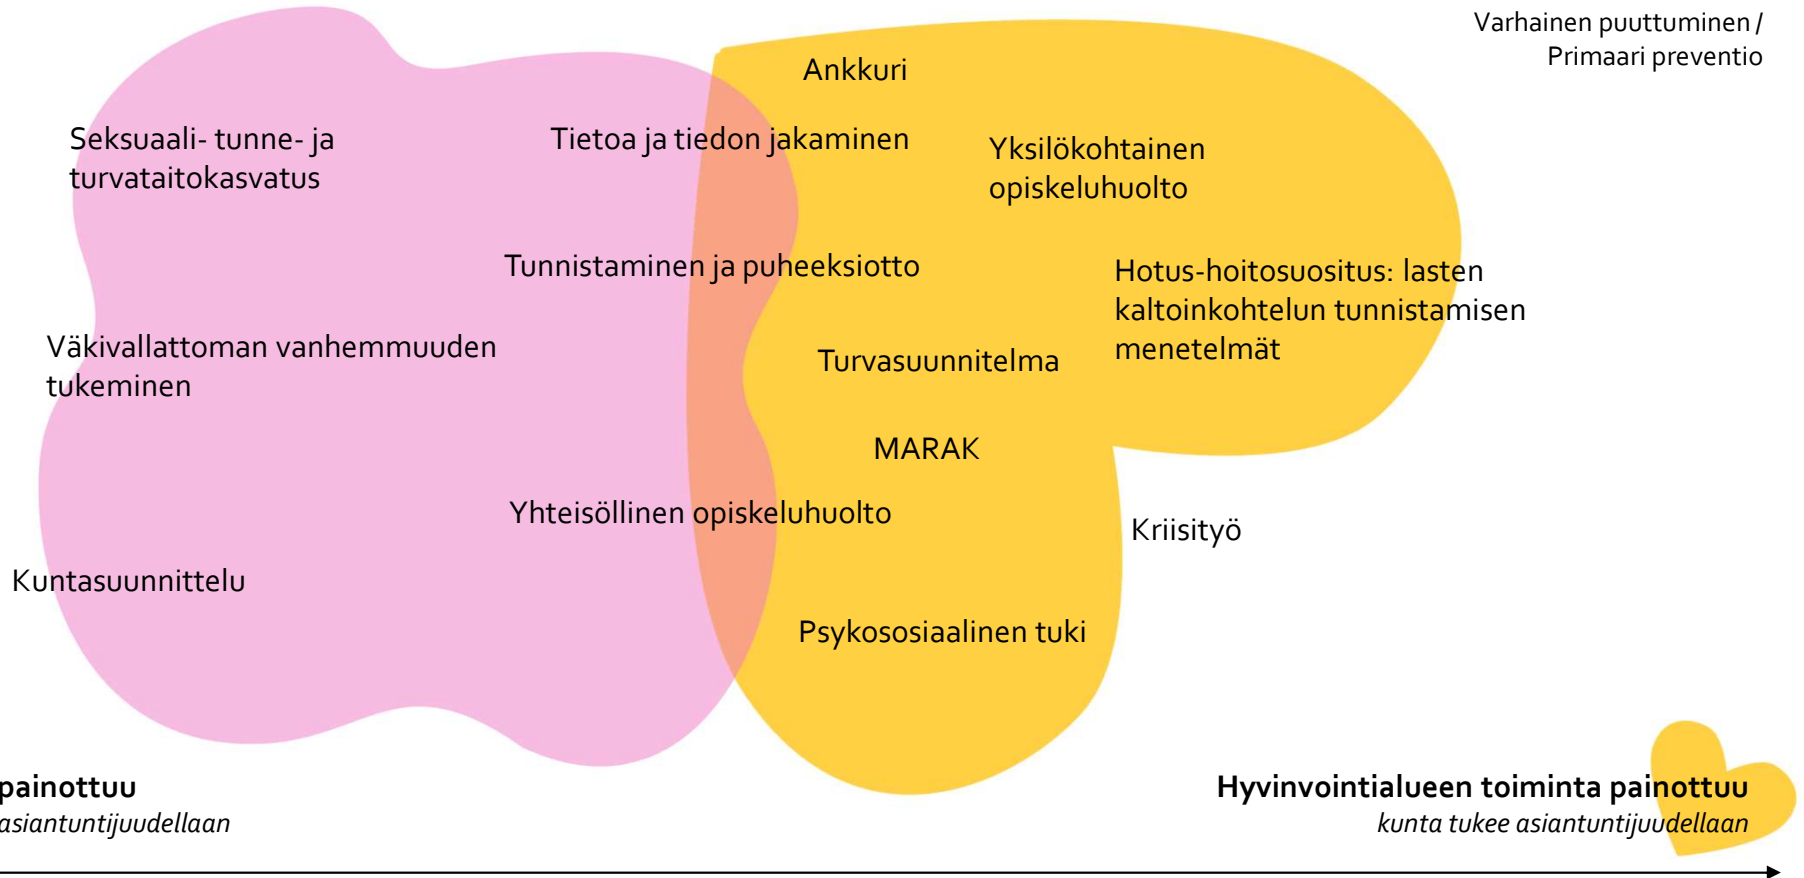 Varhainen puuttuminen /
Primaari preventio
Ankkuri
Seksuaali- tunne- ja
turvataitokasvatus
Tietoa ja tiedon jakaminen
Yksilökohtainen
opiskeluhuolto
Tunnistaminen ja puheeksiotto
Hotus-hoitosuositus: lasten
kaltoinkohtelun tunnistamisen
menetelmät
Väkivallattoman vanhemmuuden
tukeminen
Turvasuunnitelma
MARAK
Yhteisöllinen opiskeluhuolto
Kriisityö
Kuntasuunnittelu
Psykososiaalinen tuki
painottuu
asiantuntijuudellaan
Hyvinvointialueen toiminta painottuu
kunta tukee asiantuntijuudellaan